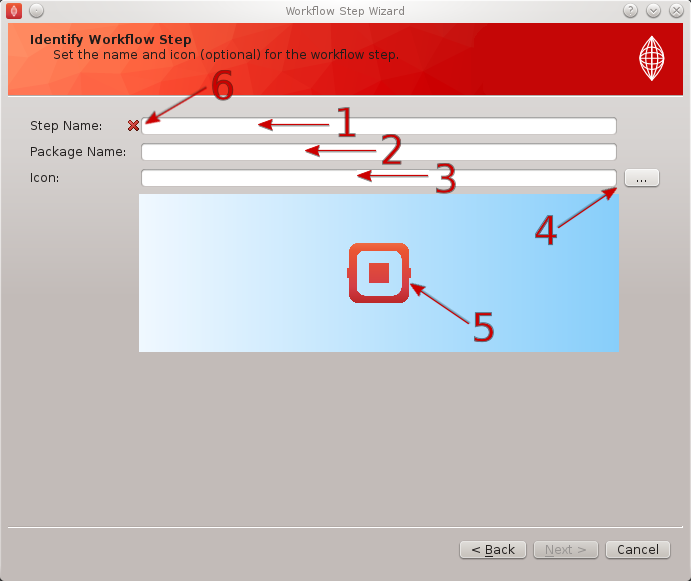 Workflow Step Wizard
Identify Workflow Step
Set the name and icon (optional) for the workflow step.
6
Step Name:
1
Package Name:
2
Icon:
3
...
4
5
< Back
Next >
Cancel